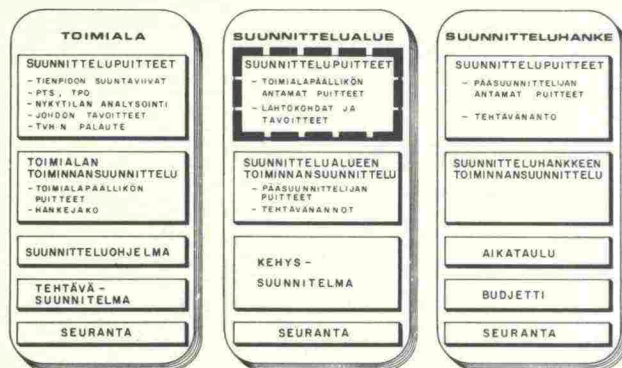 TOIMIALA
SUUNNITTELUPUITTEET
- TIENPIDON SUUNTAVIIVAT
- PTS, TPO
- NYKYTILAN ANALYSOINTI
- JOHDON TAVOITTEET
- TVH:N PALAUTE
TOIMIALAN
TOIMINNANSUUNNITTELU
- TOIMIALAPÄÄLLIKÖN
PUITTEET
- HANKEJAKO
SUUNNITTELUOHJELMA
TEHTÄVÄ -
SUUNNITELMA
SEURANTA
SUUNNITTELUALUE
SUUNNITTELUPUITTEET
- TOIMIALAPÄÄLLIKÖN
ANTAMAT PUITTEET
- LÄHTÖKOHDAT JA
TAVOITTEET
SUUNNITTELUALUEEN
TOIMINNANSUUNNITTELU
- PÄÄSUUNNITTELIJAN
PUITTEET
- TEHTÄVÄNANNOT
KEHYS -
SUUNNITELMA
SEURANTA
SUUNNITTELUHANKE
SUUNNITTELUPUITTEET
- PÄÄSUUNNITELIJAN
ANTAMAT PUITTEET
- TEHTÄVÄNANTO
SUUNNITTELUHANKKEEN
TOIMINNANSUUNNITTELU
AIKATAULU
BUDJETTI
SEURANTA